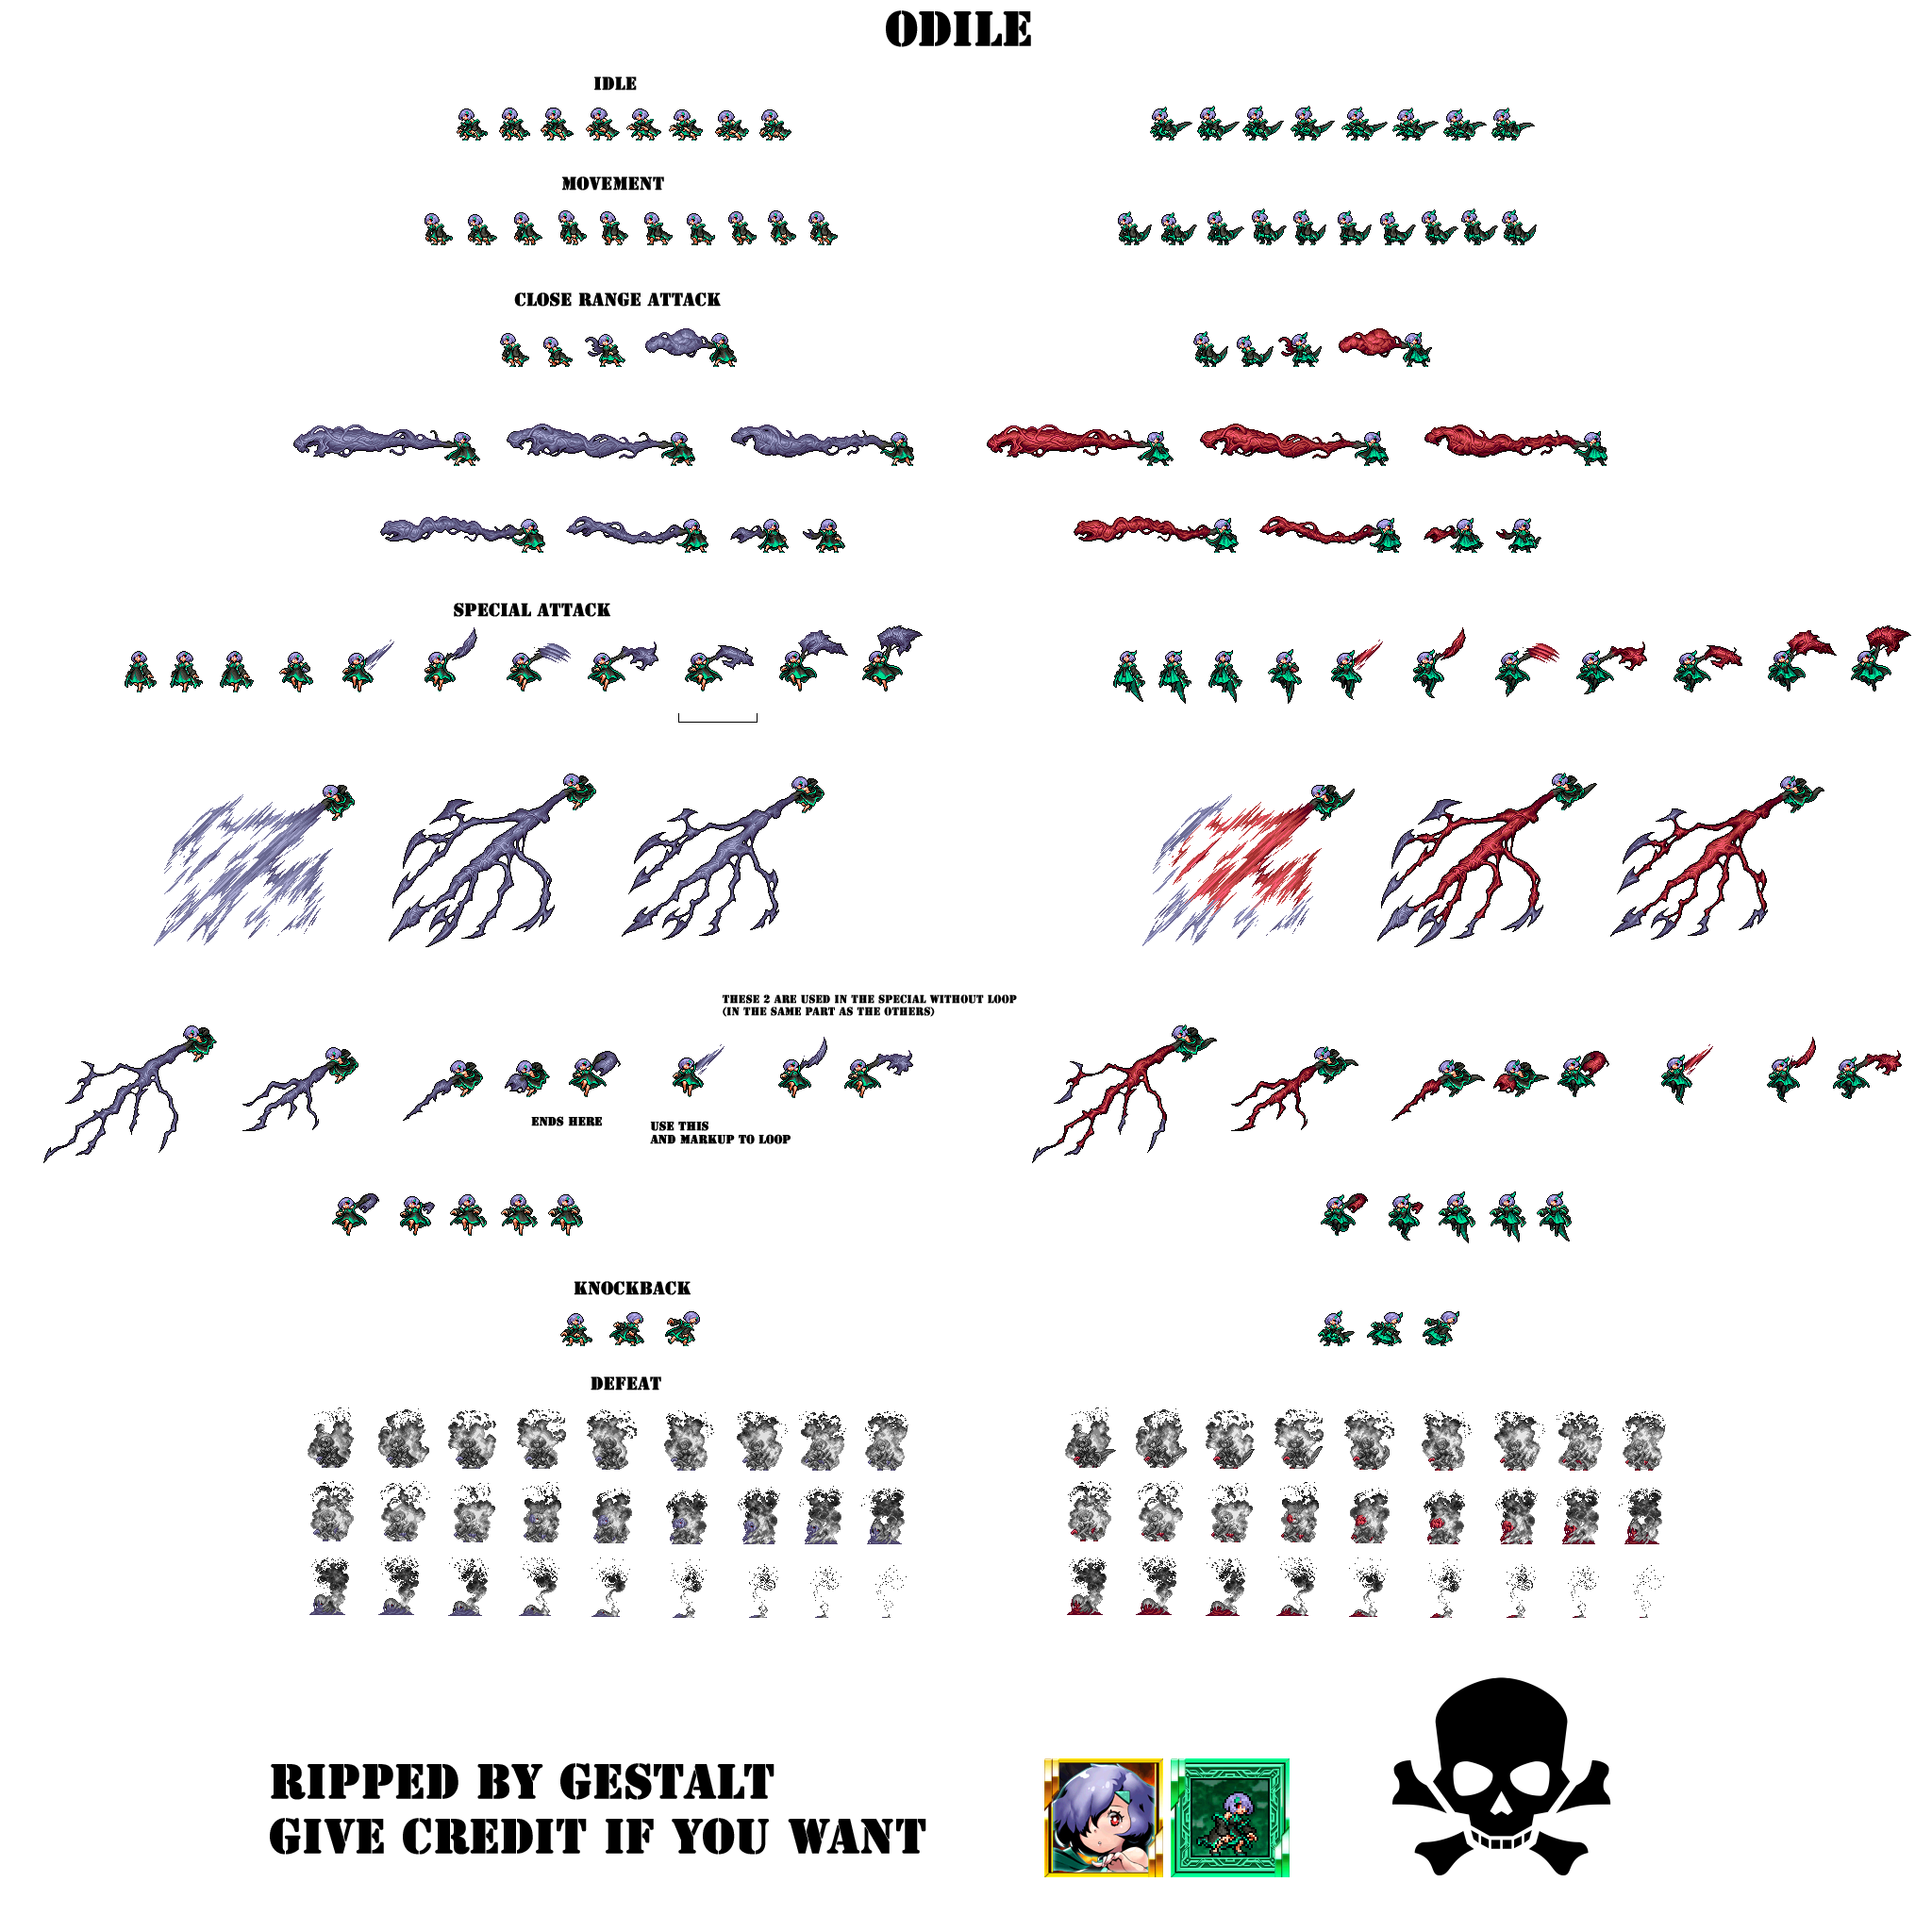 ODILE
IDLE
MOVEMENT
CLOSE RANGE ATTACK
SPECIAL ATTACK
THESE 2 ARE USED IN THE SPECIAL WITHOUT LOOP
(IN THE SAME PART AS THE OTHERS)
ENDS HERE
USE THIS
AND MARKUP TO LOOP
KNOCKBACK
DEFEAT
RIPPED BY GESTALT
GIVE CREDIT IF YOU WANT